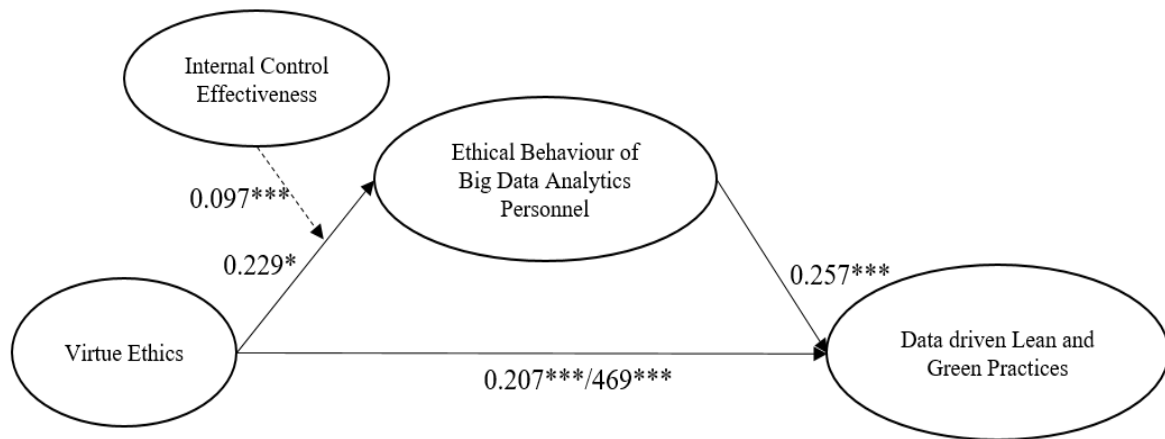 Internal Control
Effectiveness
Ethical Behaviour of
Big Data Analytics
Personnel
0.097***
0.229*
0.257***
Virtue Ethics
Data driven Lean and
Green Practices
0.207***/469***